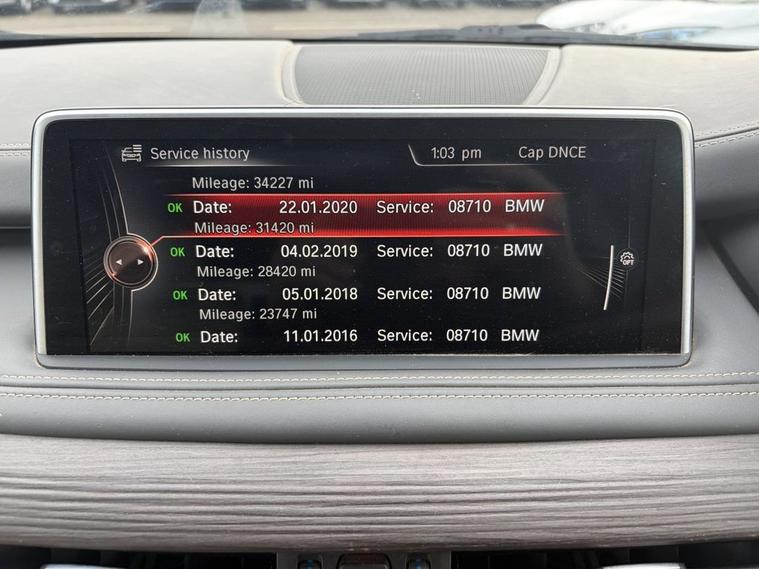 Service history 1:03 pm Cap DNCE
Mileage: 34227 mi
OK Date: 22.01.2020 Service: 08710 BMW
Mileage: 31420 mi
OK Date: 04.02.2019 Service: 08710 BMW
Mileage: 28420 mi
OK Date: 05.01.2018 Service: 08710 BMW
Mileage: 23747 mi
OK Date: 11.01.2016 Service: 08710 BMW
OPT